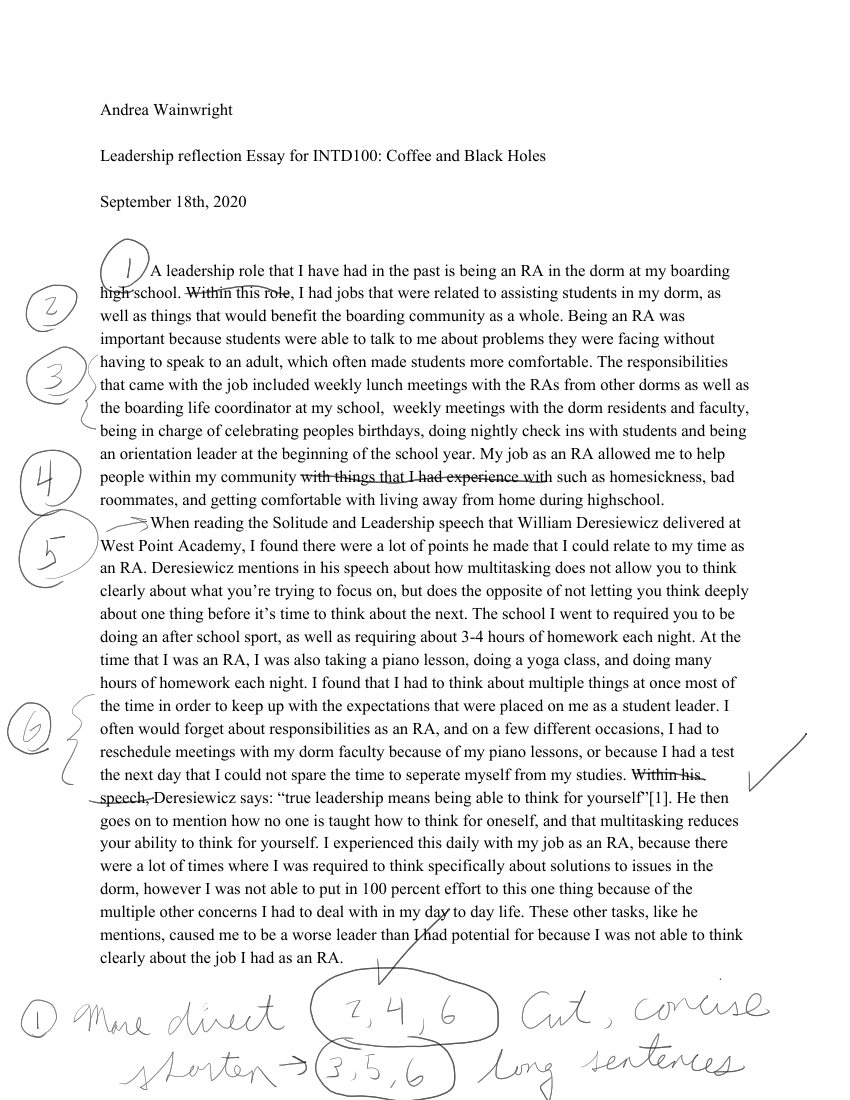 Andrea Wainwright
Leadership reflection Essay for INTD100: Coffee and Black Holes
September 18th, 2020
1 A leadership role that I have had in the past is being an RA in the dorm at my boarding
high school. Within this role, I had jobs that were related to assisting students in my dorm, as
2
well as things that would benefit the boarding community as a whole. Being an RA was
important because students were able to talk to me about problems they were facing without
having to speak to an adult, which often made students more comfortable. The responsibilities
3
that came with the job included weekly lunch meetings with the RAs from other dorms as well as
the boarding life coordinator at my school,  weekly meetings with the dorm residents and faculty,
being in charge of celebrating peoples birthdays, doing nightly check ins with students and being
an orientation leader at the beginning of the school year. My job as an RA allowed me to help
4
people within my community with things that I had experience with such as homesickness, bad
roommates, and getting comfortable with living away from home during highschool.
When reading the Solitude and Leadership speech that William Deresiewicz delivered at
5
West Point Academy, I found there were a lot of points he made that I could relate to my time as
an RA. Deresiewicz mentions in his speech about how multitasking does not allow you to think
clearly about what you’re trying to focus on, but does the opposite of not letting you think deeply
about one thing before it’s time to think about the next. The school I went to required you to be
doing an after school sport, as well as requiring about 3-4 hours of homework each night. At the
time that I was an RA, I was also taking a piano lesson, doing a yoga class, and doing many
hours of homework each night. I found that I had to think about multiple things at once most of
the time in order to keep up with the expectations that were placed on me as a student leader. I
6
often would forget about responsibilities as an RA, and on a few different occasions, I had to
reschedule meetings with my dorm faculty because of my piano lessons, or because I had a test
the next day that I could not spare the time to seperate myself from my studies. Within his
speech, Deresiewicz says: “true leadership means being able to think for yourself”[1]. He then
goes on to mention how no one is taught how to think for oneself, and that multitasking reduces
your ability to think for yourself. I experienced this daily with my job as an RA, because there
were a lot of times where I was required to think specifically about solutions to issues in the
dorm, however I was not able to put in 100 percent effort to this one thing because of the
multiple other concerns I had to deal with in my day to day life. These other tasks, like he
mentions, caused me to be a worse leader than I had potential for because I was not able to think
clearly about the job I had as an RA.
1 More direct 2, 4, 6 Cut, concise
shorten → 3, 5, 6 long sentences